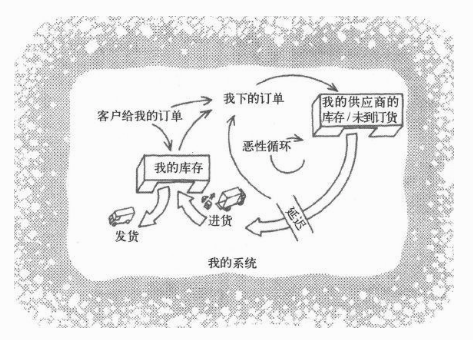 我下的订单
我的供应商的
库存/未到订货
客户给我的订单
恶性循环
我的库存
延迟
进货
发货
我的系统